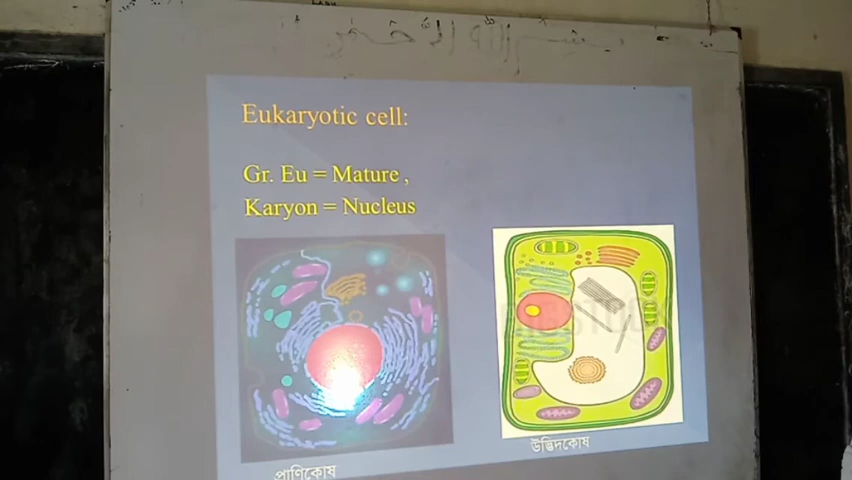 Eukaryotic cell:
Gr. Eu = Mature ,
Karyon = Nucleus
প্রাণিকোষ
উদ্ভিদকোষ